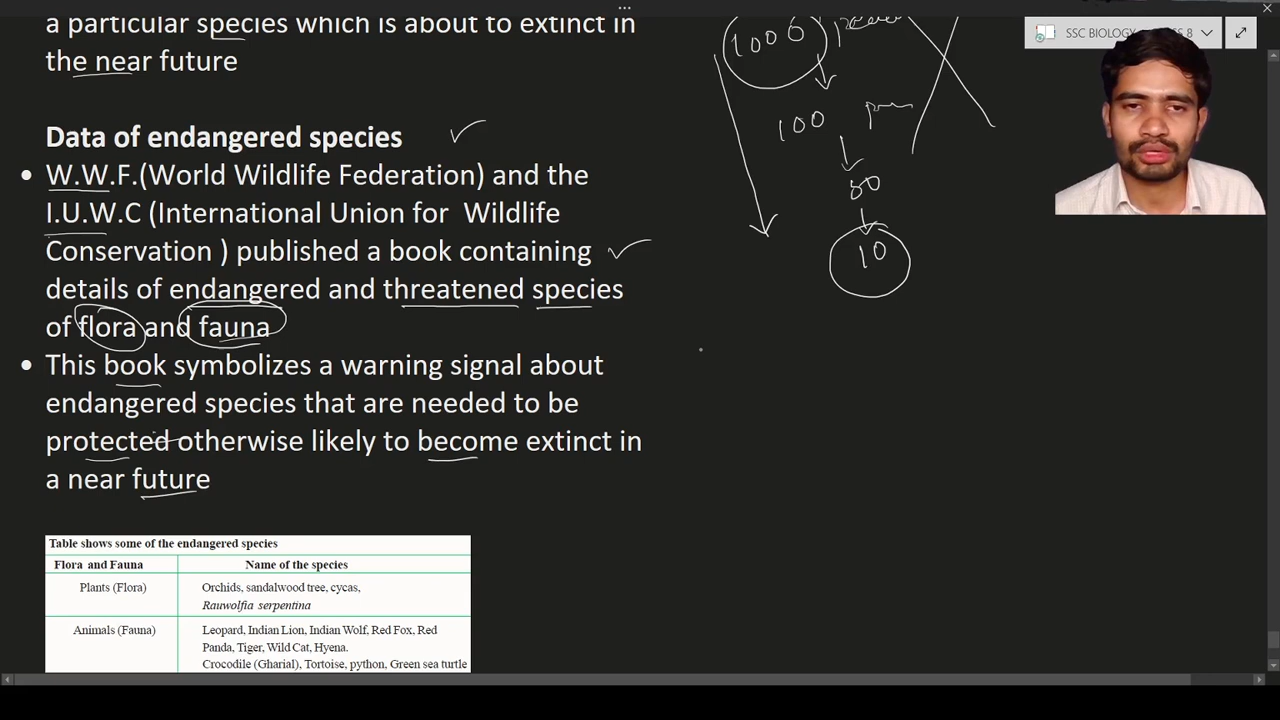 a particular species which is about to extinct in
the near future
Data of endangered species
• W.W.F.(World Wildlife Federation) and the
I.U.W.C (International Union for Wildlife
Conservation ) published a book containing
details of endangered and threatened species
of flora and fauna
• This book symbolizes a warning signal about
endangered species that are needed to be
protected otherwise likely to become extinct in
a near future
Table shows some of the endangered species
Flora and Fauna Name of the species
Plants (Flora) Orchids, sandalwood tree, cycas,
Rauwolfia serpentina
Animals (Fauna) Leopard, Indian Lion, Indian Wolf, Red Fox, Red
Panda, Tiger, Wild Cat, Hyena.
Crocodile (Gharial), Tortoise, python, Green sea turtle
1000
100
80
10
SSC BIOLOGY
8